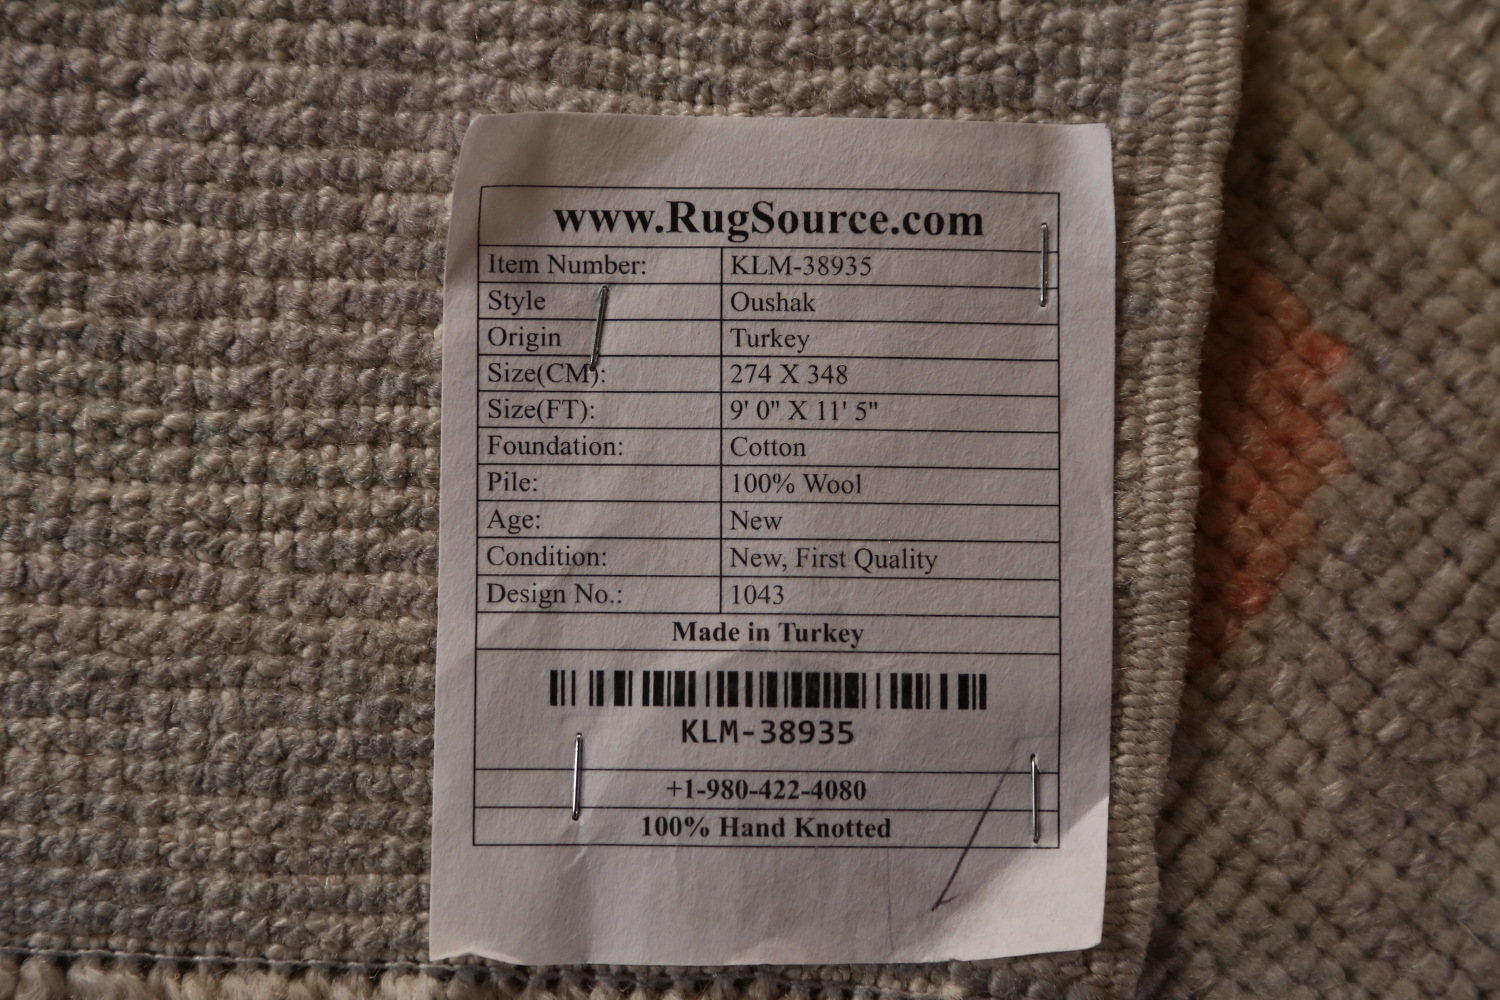 www.RugSource.com
Item Number: KLM-38935
Style Oushak
Origin Turkey
Size(CM): 274 X 348
Size(FT): 9' 0" X 11' 5"
Foundation: Cotton
Pile: 100% Wool
Age: New
Condition: New, First Quality
Design No.: 1043
Made in Turkey
KLM-38935
+1-980-422-4080
100% Hand Knotted